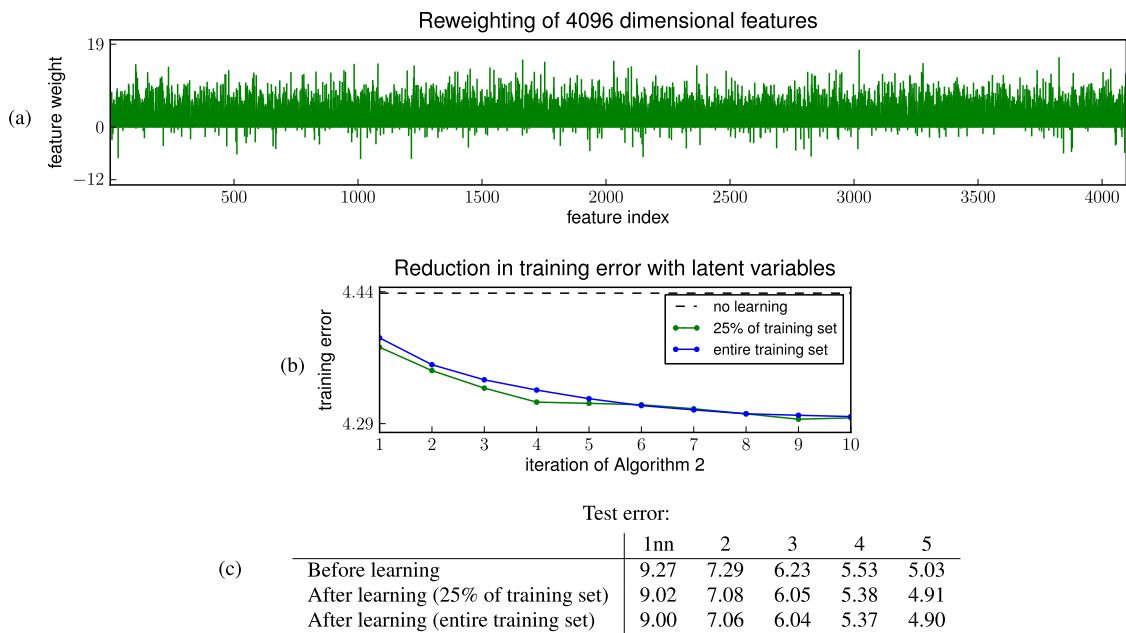 Reweighting of 4096 dimensional features
(a)
feature weight
19
0
−12
500 1000 1500 2000 2500 3000 3500 4000
feature index
Reduction in training error with latent variables
(b)
training error
4.44
4.29
no learning
25% of training set
entire training set
1 2 3 4 5 6 7 8 9 10
iteration of Algorithm 2
Test error:
(c)
1nn 2 3 4 5
Before learning 9.27 7.29 6.23 5.53 5.03
After learning (25% of training set) 9.02 7.08 6.05 5.38 4.91
After learning (entire training set) 9.00 7.06 6.04 5.37 4.90